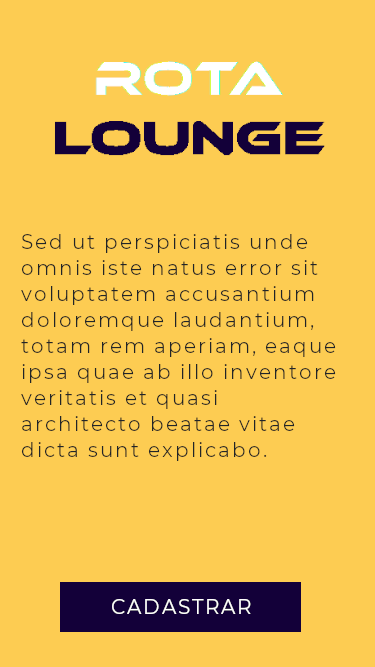 ROTA
LOUNGE
Sed ut perspiciatis unde
omnis iste natus error sit
voluptatem accusantium
doloremque laudantium,
totam rem aperiam, eaque
ipsa quae ab illo inventore
veritatis et quasi
architecto beatae vitae
dicta sunt explicabo.
CADASTRAR